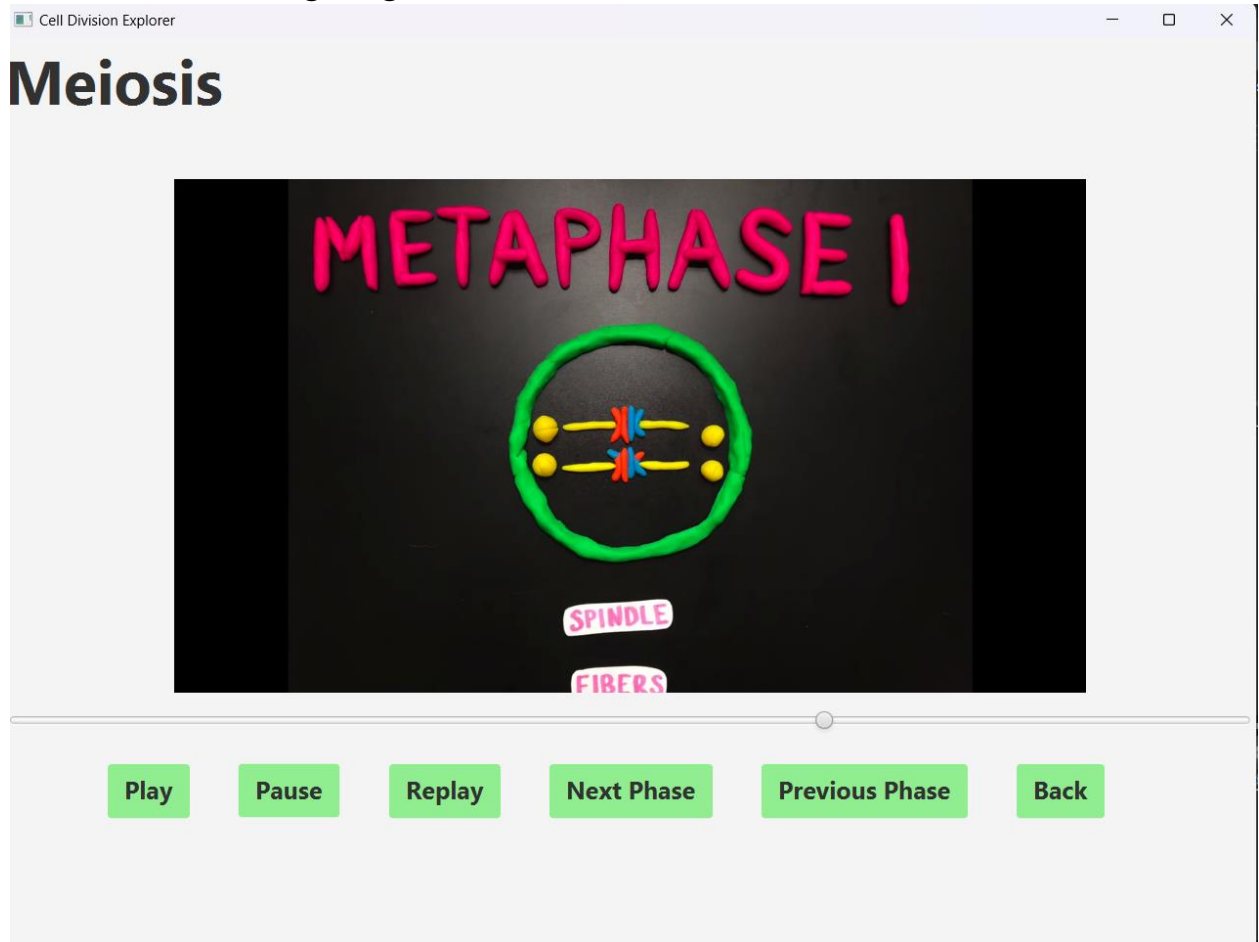 Cell Division Explorer
Meiosis
METAPHASE I
SPINDLE
FIBERS
Play Pause Replay Next Phase Previous Phase Back